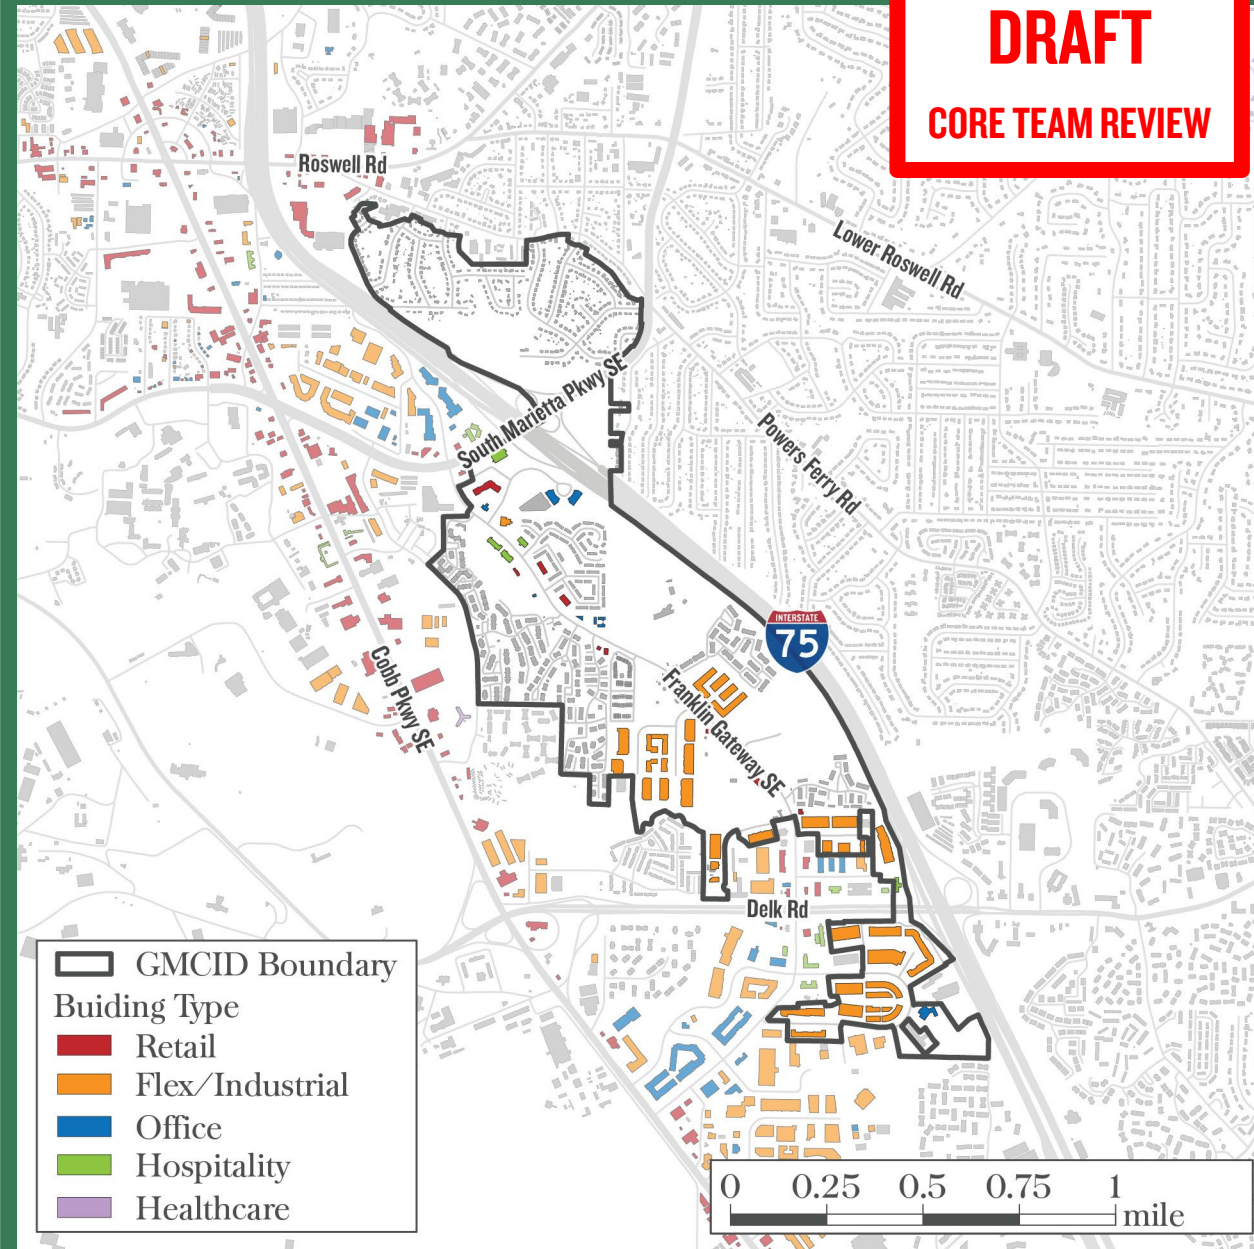 DRAFT
CORE TEAM REVIEW
Roswell Rd
Lower Roswell Rd
South Marietta Pkwy SE
Powers Ferry Rd
INTERSTATE
75
Cobb Pkwy SE
Franklin Gateway SE
Delk Rd
GMCID Boundary
Buiding Type
Retail
Flex/Industrial
Office
Hospitality
Healthcare
0 0.25 0.5 0.75 1
mile